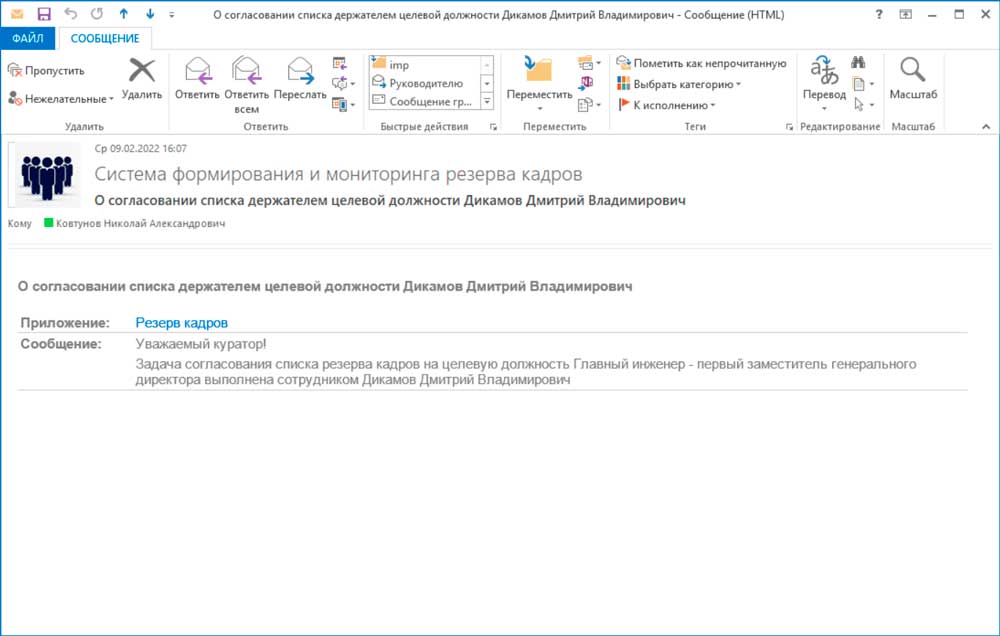 О согласовании списка держателем целевой должности Дикамов Дмитрий Владимирович - Сообщение (HTML)
?
ФАЙЛ
СООБЩЕНИЕ
Пропустить
Нежелательные
Удалить
Удалить
Ответить
Ответить всем
Переслать
Ответить
imp
Руководителю
Сообщение гр...
Быстрые действия
Переместить
Переместить
Пометить как непрочитанную
Выбрать категорию
К исполнению
Теги
Перевод
Редактирование
Масштаб
Масштаб
Ср 09.02.2022 16:07
Система формирования и мониторинга резерва кадров
О согласовании списка держателем целевой должности Дикамов Дмитрий Владимирович
Кому Ковтунов Николай Александрович
О согласовании списка держателем целевой должности Дикамов Дмитрий Владимирович
Приложение: Резерв кадров
Сообщение: Уважаемый куратор!
Задача согласования списка резерва кадров на целевую должность Главный инженер - первый заместитель генерального
директора выполнена сотрудником Дикамов Дмитрий Владимирович